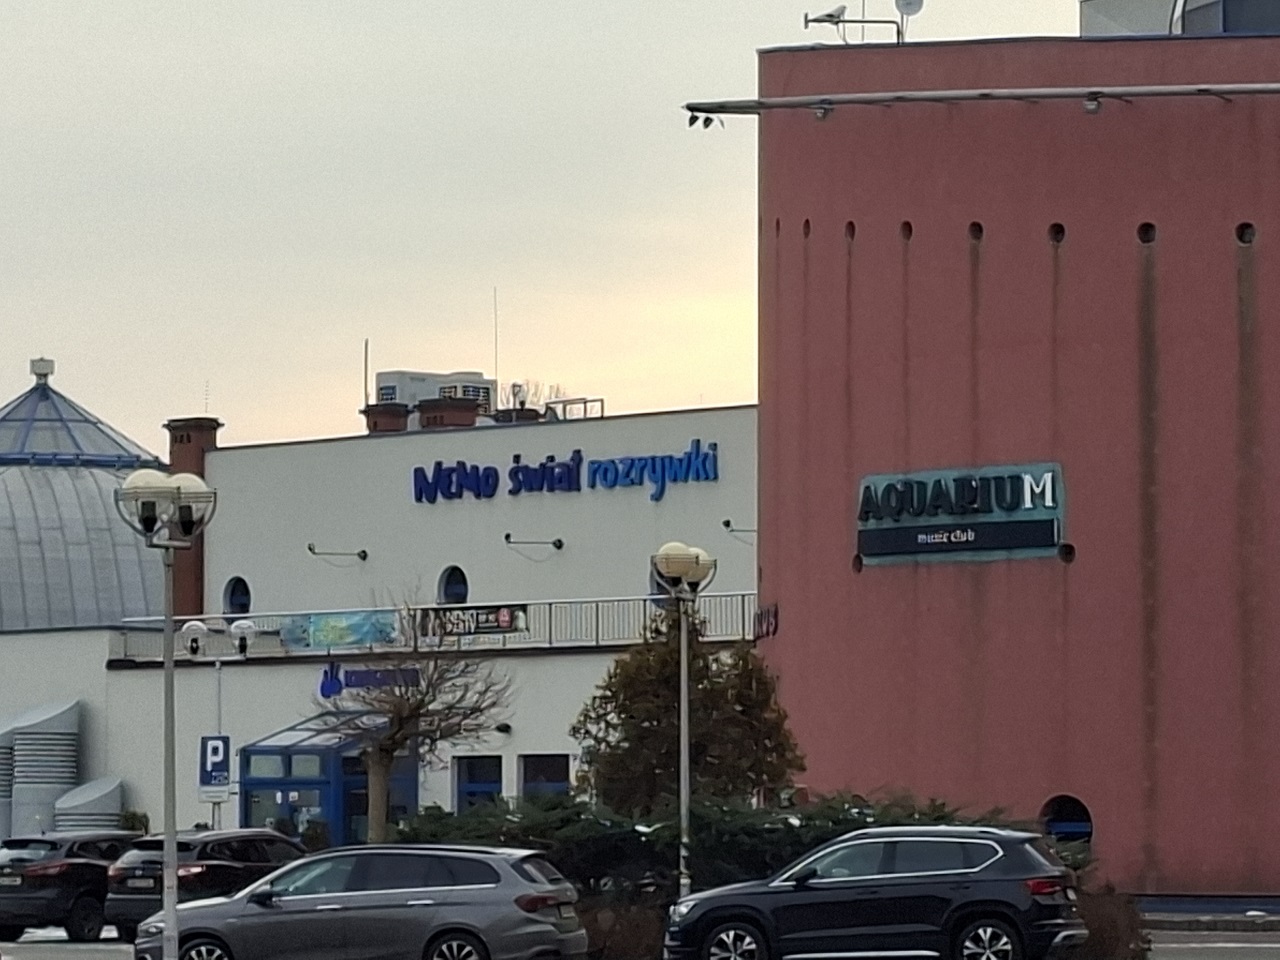 NEMO świat rozrywki
AQUARIUM
music club
P